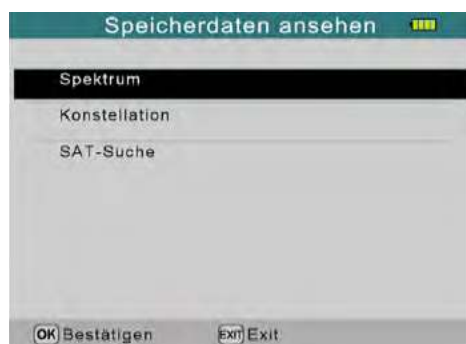 Speicherdaten ansehen
Spektrum
Konstellation
SAT-Suche
OK Bestätigen EXIT Exit